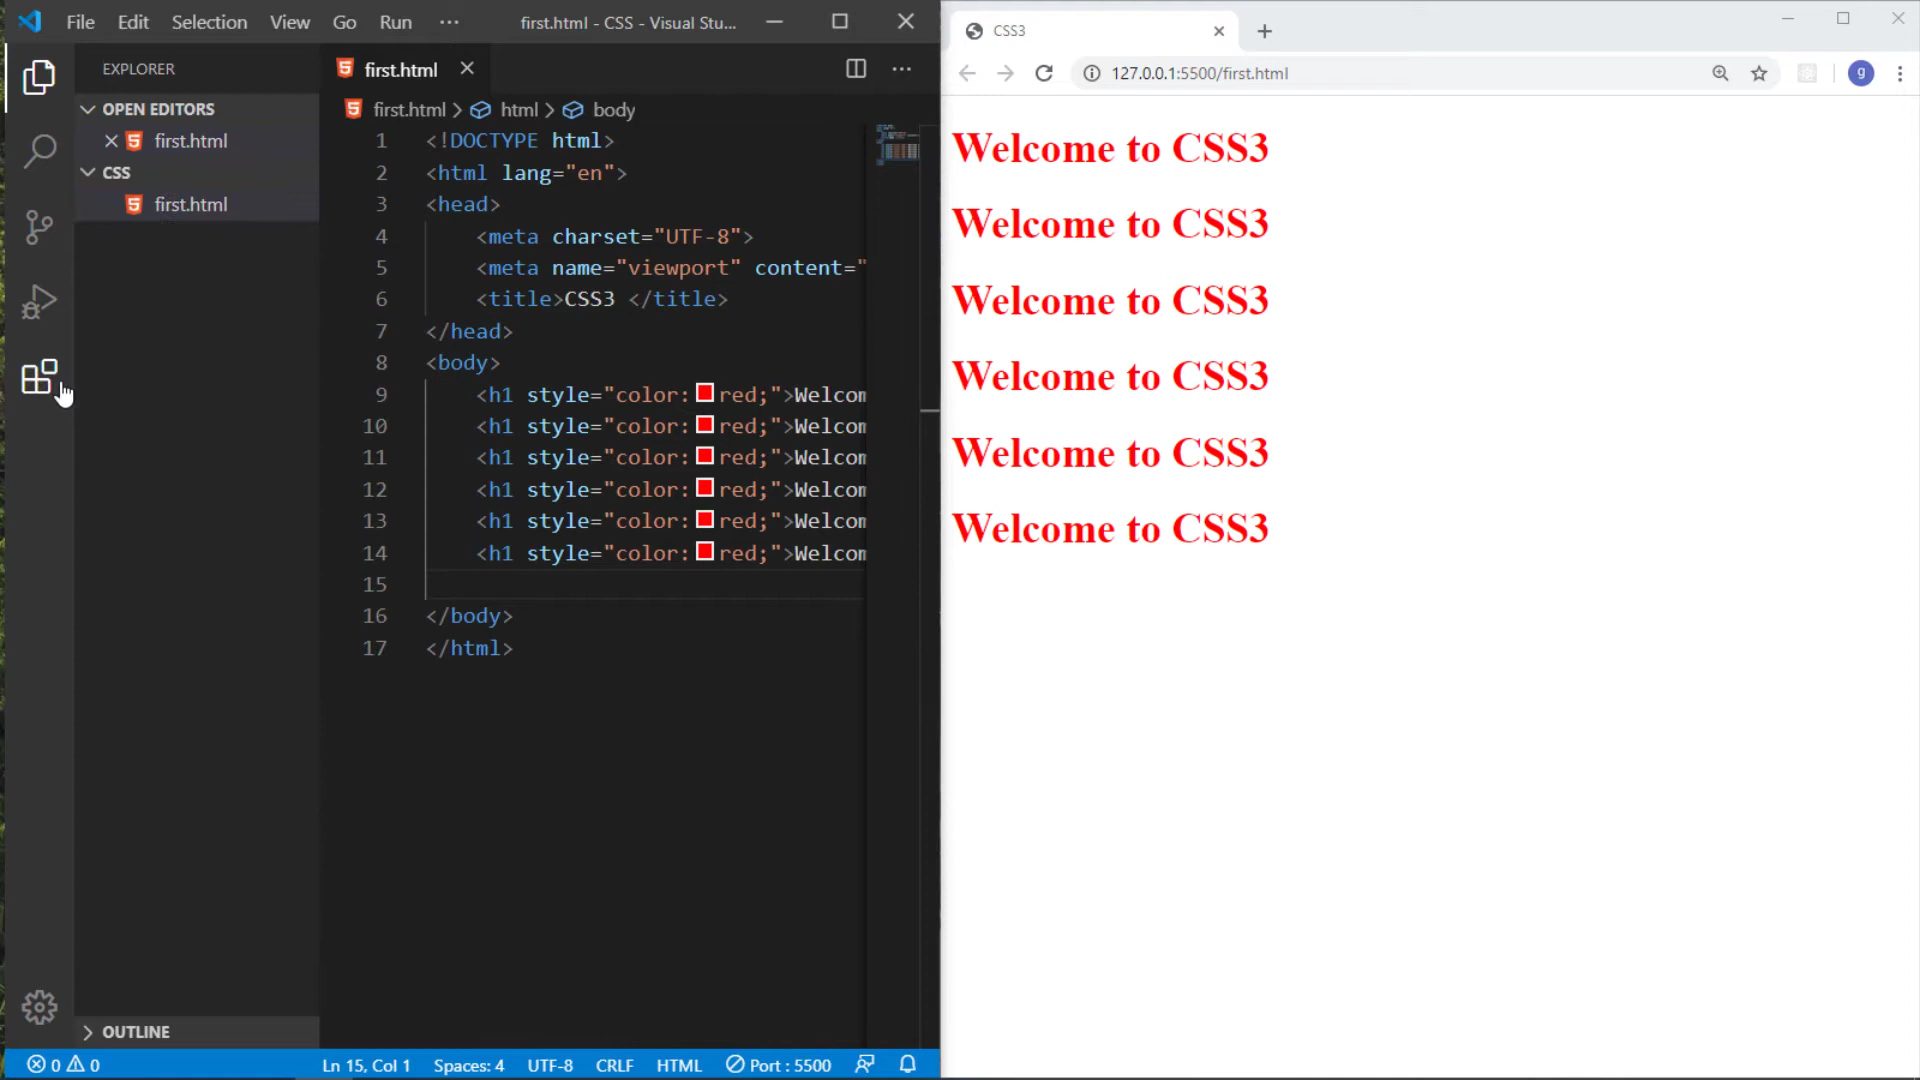 File Edit Selection View Go Run ··· first.html - CSS - Visual Stu...
EXPLORER
OPEN EDITORS
first.html
CSS
first.html
OUTLINE
first.html
first.html > html > body
1 <!DOCTYPE html>
2 <html lang="en">
3 <head>
4 <meta charset="UTF-8">
5 <meta name="viewport" content="
6 <title>CSS3 </title>
7 </head>
8 <body>
9 <h1 style="color:red;">Welcom
10 <h1 style="color:red;">Welcom
11 <h1 style="color:red;">Welcom
12 <h1 style="color:red;">Welcom
13 <h1 style="color:red;">Welcom
14 <h1 style="color:red;">Welcom
15
16 </body>
17 </html>
0 0 Ln 15, Col 1 Spaces: 4 UTF-8 CRLF HTML Port : 5500
CSS3
127.0.0.1:5500/first.html g
Welcome to CSS3
Welcome to CSS3
Welcome to CSS3
Welcome to CSS3
Welcome to CSS3
Welcome to CSS3